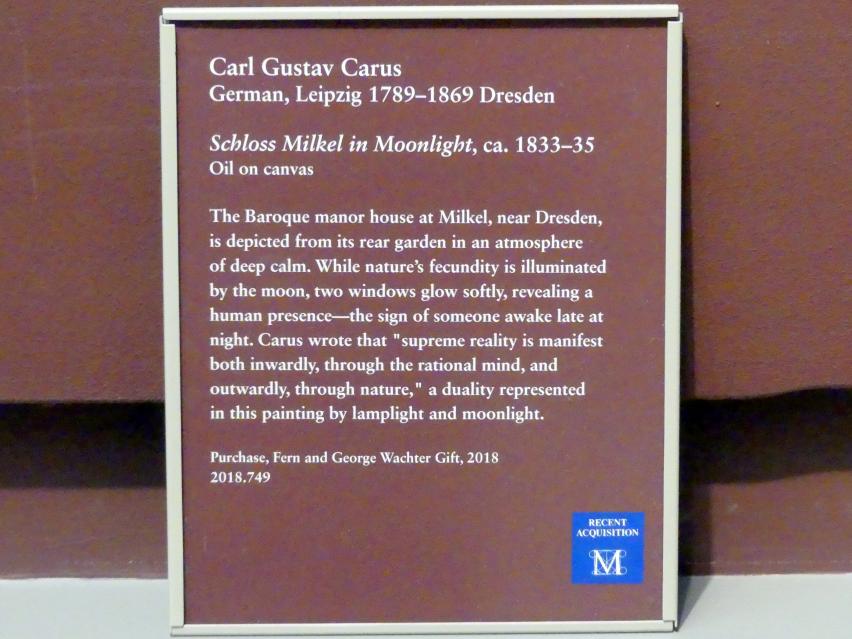 Carl Gustav Carus
German, Leipzig 1789–1869 Dresden
Schloss Milkel in Moonlight, ca. 1833–35
Oil on canvas
The Baroque manor house at Milkel, near Dresden,
is depicted from its rear garden in an atmosphere
of deep calm. While nature’s fecundity is illuminated
by the moon, two windows glow softly, revealing a
human presence—the sign of someone awake late at
night. Carus wrote that "supreme reality is manifest
both inwardly, through the rational mind, and
outwardly, through nature," a duality represented
in this painting by lamplight and moonlight.
Purchase, Fern and George Wachter Gift, 2018
2018.749
RECENT
ACQUISITION
M